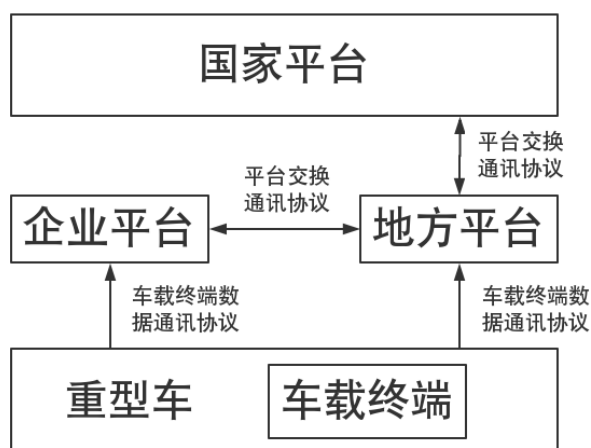 国家平台
平台交换
通讯协议
平台交换
通讯协议
企业平台
地方平台
车载终端数
据通讯协议
车载终端数
据通讯协议
重型车
车载终端